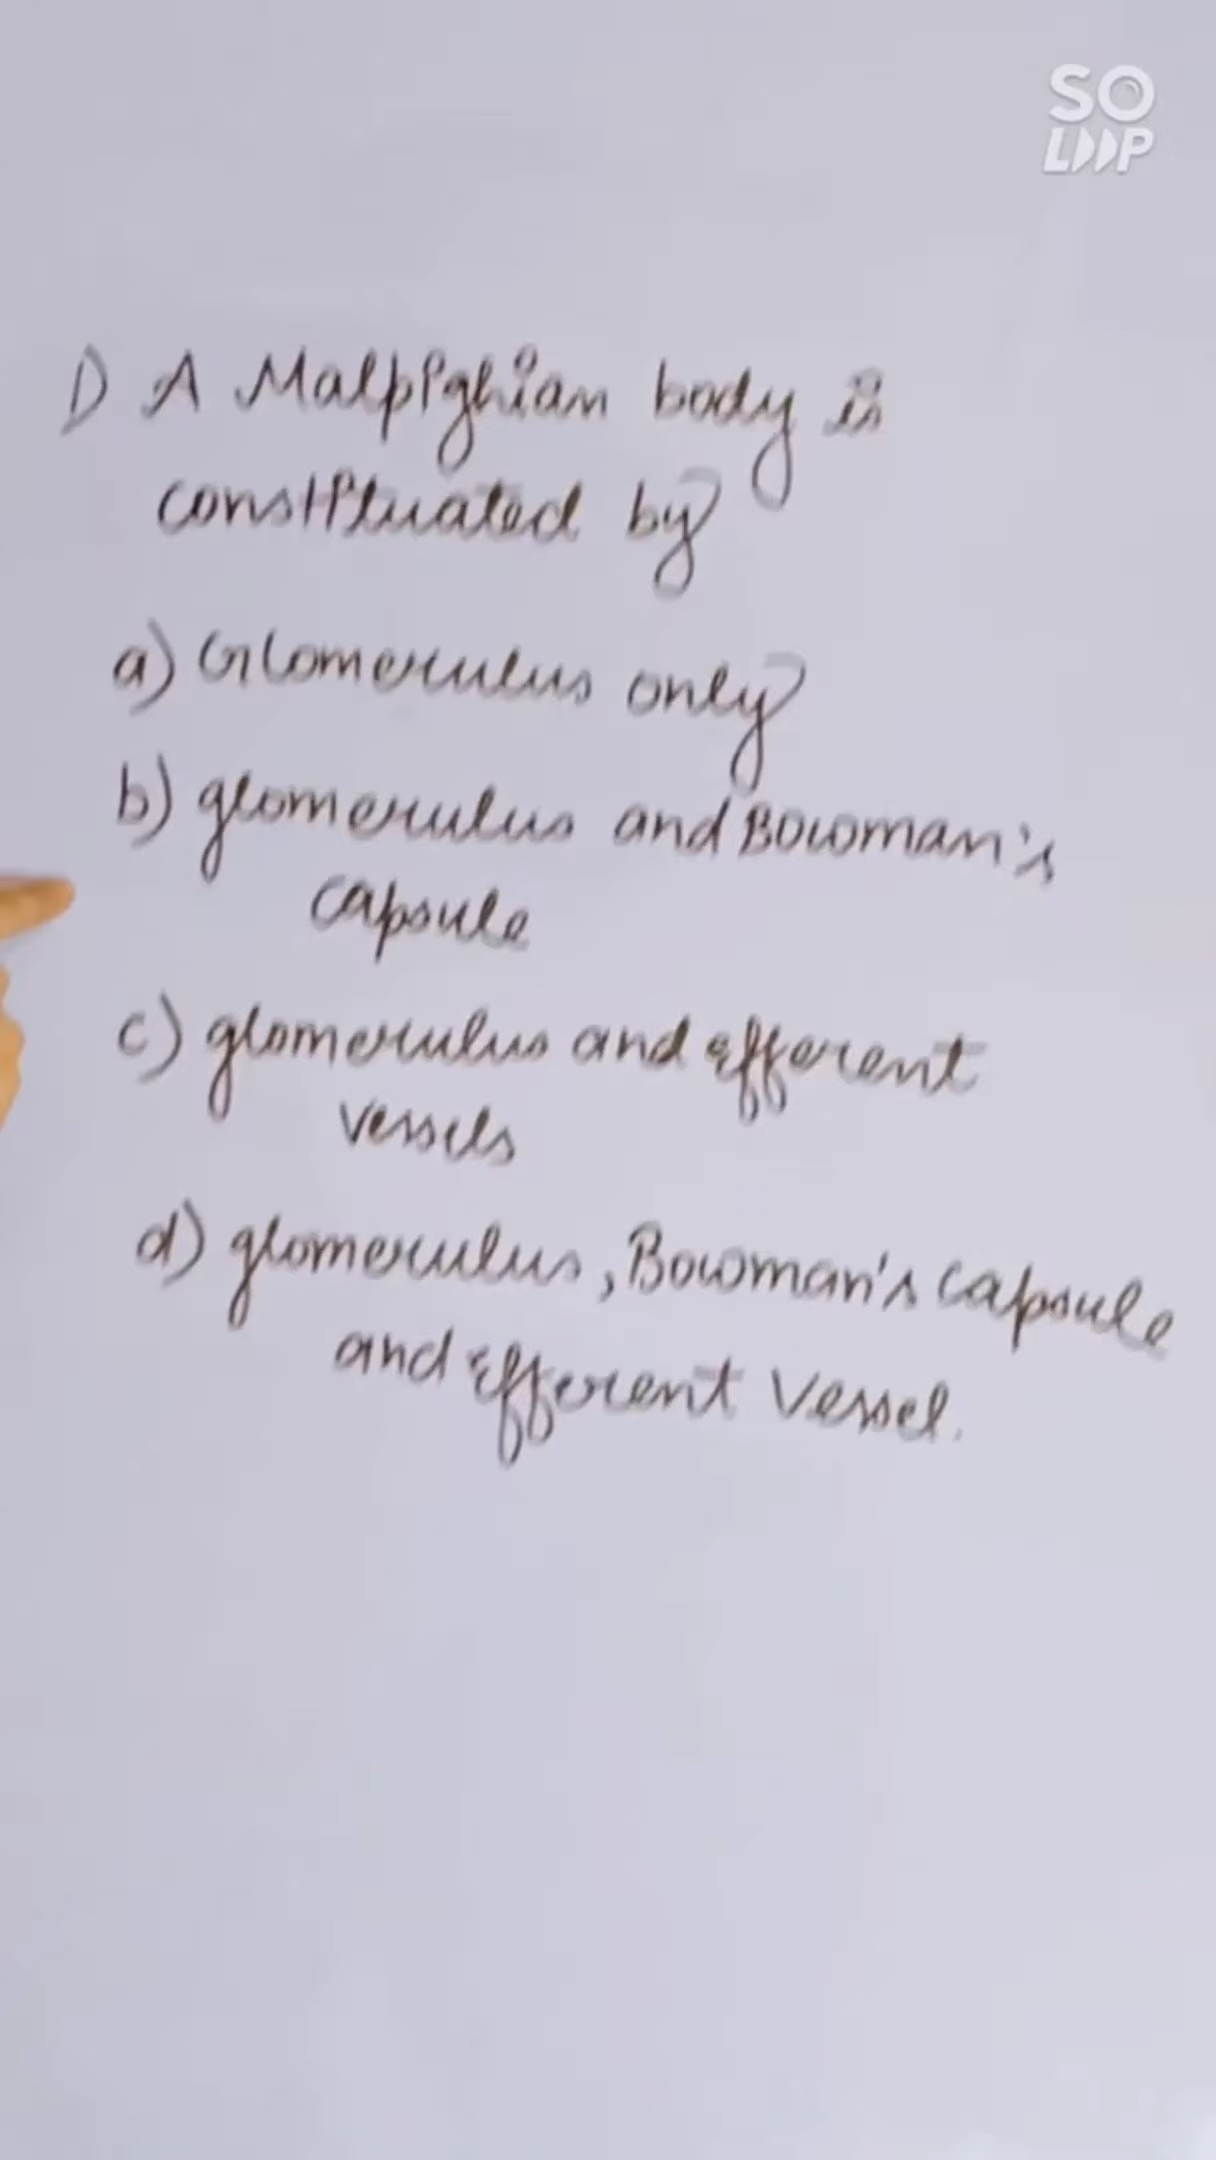 SO
LOOP
1) A Malpighian body is
constituated by
a) Glomerulus only
b) glomerulus and Bowman's
capsule
c) glomerulus and efferent
vessels
d) glomerulus, Bowman's capsule
and efferent vessel.